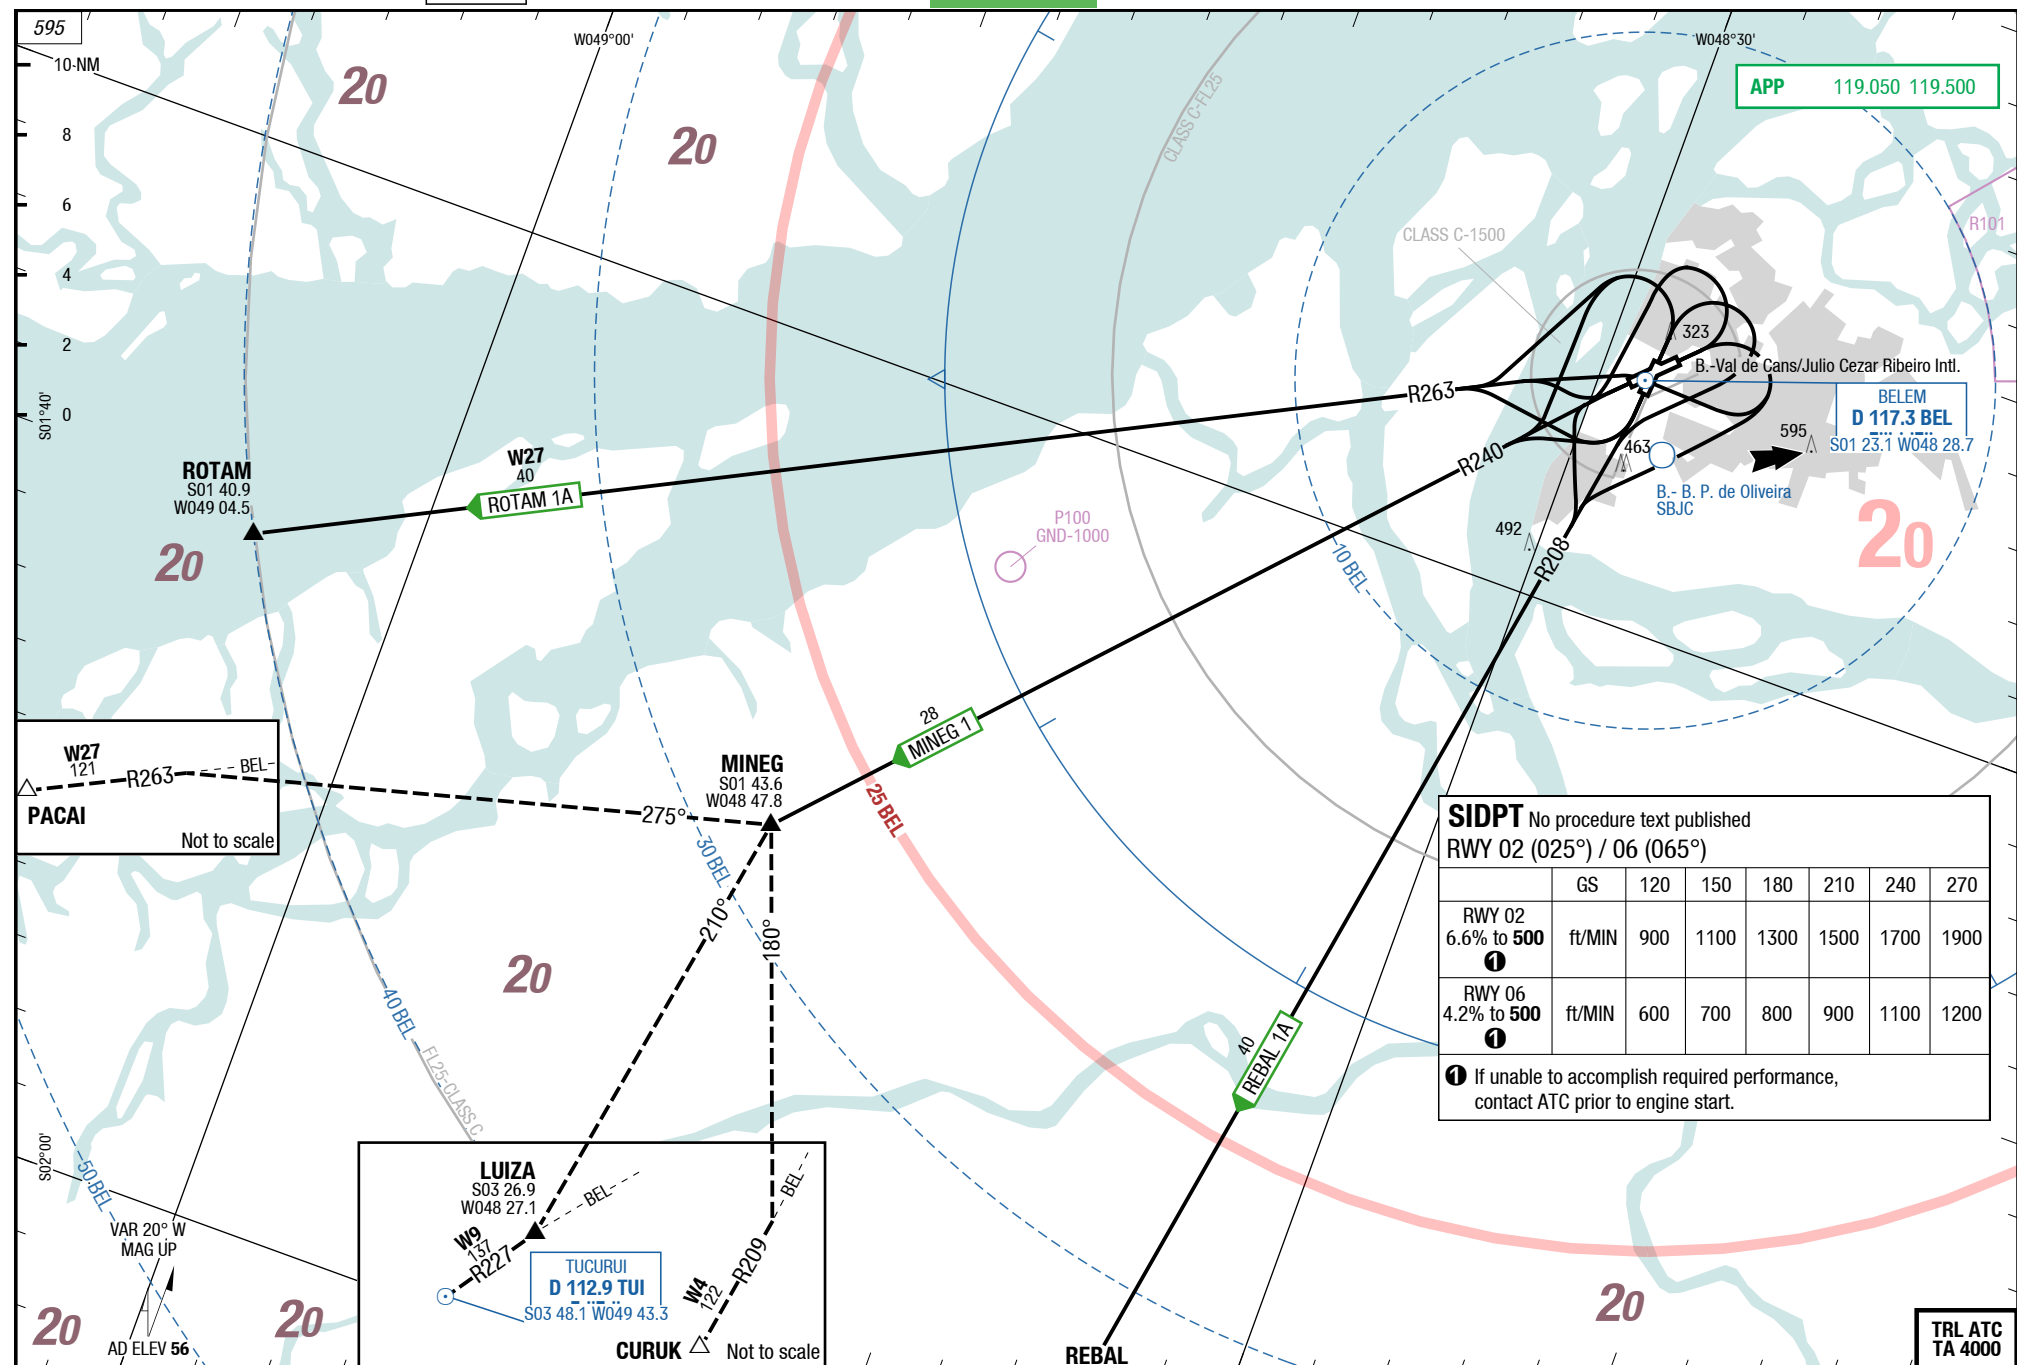 595
W049°00'
W048°30'
10 NM
8
6
4
2
0
S01°40'
S02°00'
20
20
CLASS C-FL25
APP 119.050 119.500
R101
CLASS C-1500
323
B.-Val de Cans/Julio Cezar Ribeiro Intl.
BELEM
D 117.3 BEL
S01 23.1 W048 28.7
595
463
B.- B. P. de Oliveira
SBJC
492
20
R263
R240
R208
10 BEL
P100
GND-1000
W27
40
ROTAM 1A
ROTAM
S01 40.9
W049 04.5
20
28
MINEG 1
MINEG
S01 43.6
W048 47.8
25 BEL
30 BEL
W27
121
R263
BEL
PACAI
Not to scale
275°
210°
180°
20
40 BEL
FL25-CLASS C
50 BEL
40
REBAL 1A
REBAL
SIDPT No procedure text published
RWY 02 (025°) / 06 (065°)
GS 120 150 180 210 240 270
RWY 02
6.6% to 500
❶
ft/MIN 900 1100 1300 1500 1700 1900
RWY 06
4.2% to 500
❶
ft/MIN 600 700 800 900 1100 1200
❶ If unable to accomplish required performance,
contact ATC prior to engine start.
LUIZA
S03 26.9
W048 27.1
BEL
W9
137
R227
TUCURUI
D 112.9 TUI
S03 48.1 W049 43.3
BEL
R209
W4
122
CURUK
Not to scale
VAR 20° W
MAG UP
AD ELEV 56
20
20
20
TRL ATC
TA 4000